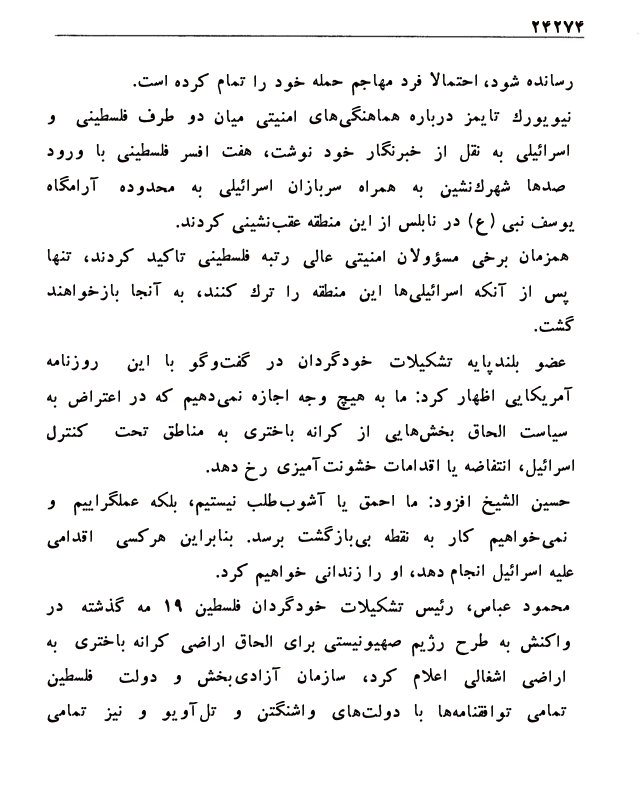 ۲۴۲۷۴
رسانده شود، احتمالا فرد مهاجم حمله خود را تمام کرده است.
نیویورك تایمز درباره هماهنگی‌های امنیتی میان دو طرف فلسطینی و
اسرائیلی به نقل از خبرنگار خود نوشت، هفت افسر فلسطینی با ورود
صدها شهرك‌نشین به همراه سربازان اسرائیلی به محدوده آرامگاه
یوسف نبی (ع) در نابلس از این منطقه عقب‌نشینی کردند.
همزمان برخی مسؤولان امنیتی عالی رتبه فلسطینی تاکید کردند، تنها
پس از آنکه اسرائیلی‌ها این منطقه را ترك کنند، به آنجا بازخواهند
گشت.
عضو بلندپایه تشکیلات خودگردان در گفت‌وگو با این روزنامه
آمریکایی اظهار کرد: ما به هیچ وجه اجازه نمی‌دهیم که در اعتراض به
سیاست الحاق بخش‌هایی از کرانه باختری به مناطق تحت کنترل
اسرائیل، انتفاضه یا اقدامات خشونت‌آمیزی رخ دهد.
حسین الشیخ افزود: ما احمق یا آشوب‌طلب نیستیم، بلکه عملگراییم و
نمی‌خواهیم کار به نقطه بی‌بازگشت برسد. بنابراین هرکسی اقدامی
علیه اسرائیل انجام دهد، او را زندانی خواهیم کرد.
محمود عباس، رئیس تشکیلات خودگردان فلسطین ۱۹ مه گذشته در
واکنش به طرح رژیم صهیونیستی برای الحاق اراضی کرانه باختری به
اراضی اشغالی اعلام کرد، سازمان آزادی‌بخش و دولت فلسطین
تمامی توافقنامه‌ها با دولت‌های واشنگتن و تل‌آویو و نیز تمامی